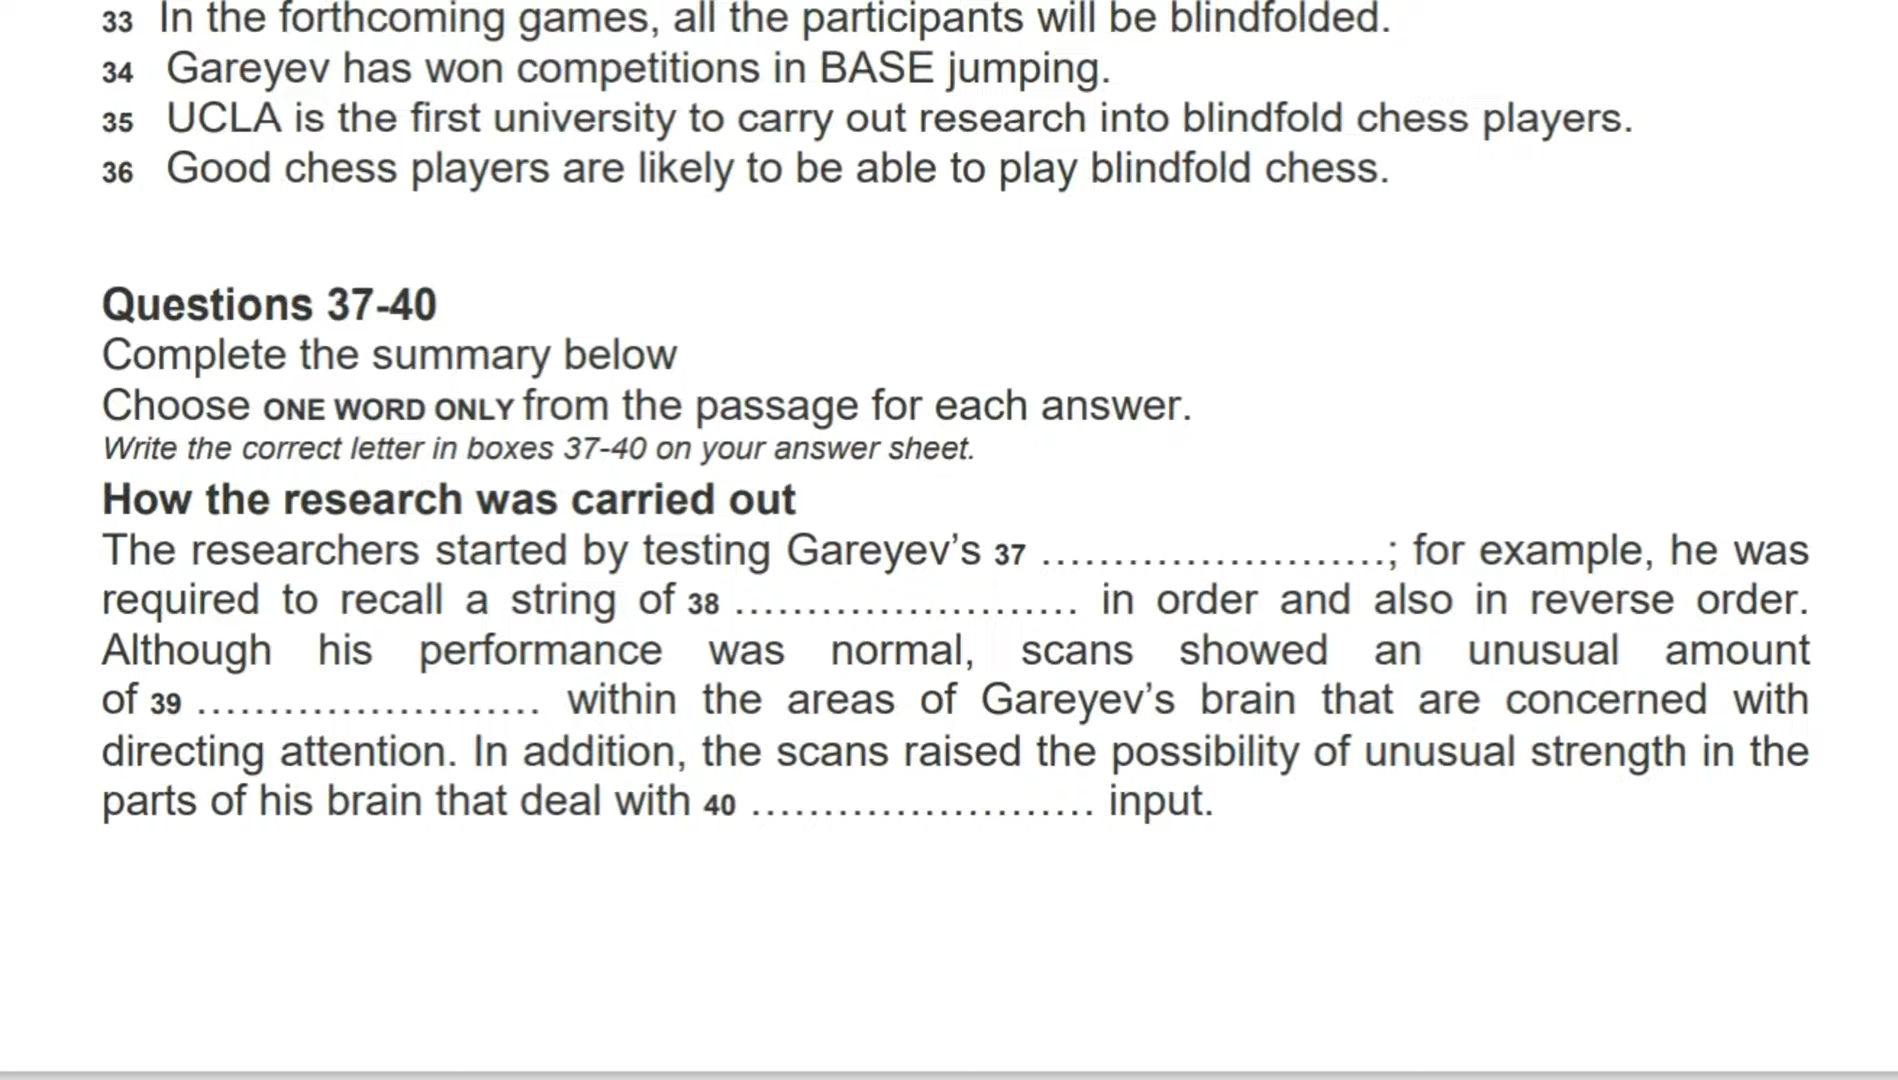 33 In the forthcoming games, all the participants will be blindfolded.
34 Gareyev has won competitions in BASE jumping.
35 UCLA is the first university to carry out research into blindfold chess players.
36 Good chess players are likely to be able to play blindfold chess.
Questions 37-40
Complete the summary below
Choose ONE WORD ONLY from the passage for each answer.
Write the correct letter in boxes 37-40 on your answer sheet.
How the research was carried out
The researchers started by testing Gareyev’s 37 ........................; for example, he was
required to recall a string of 38 ........................ in order and also in reverse order.
Although his performance was normal, scans showed an unusual amount
of 39 ........................ within the areas of Gareyev’s brain that are concerned with
directing attention. In addition, the scans raised the possibility of unusual strength in the
parts of his brain that deal with 40 ........................ input.